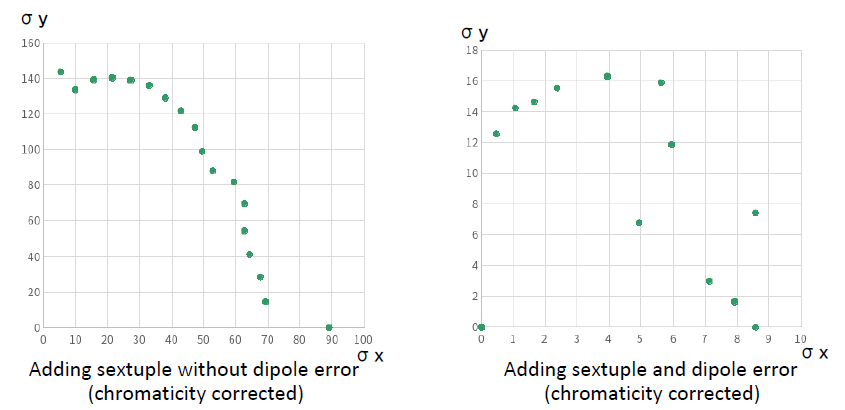 σ y
160
140
120
100
80
60
40
20
0
0 10 20 30 40 50 60 70 80 90 100
σ x
Adding sextuple without dipole error
(chromaticity corrected)
σ y
18
16
14
12
10
8
6
4
2
0
0 1 2 3 4 5 6 7 8 9 10
σ x
Adding sextuple and dipole error
(chromaticity corrected)